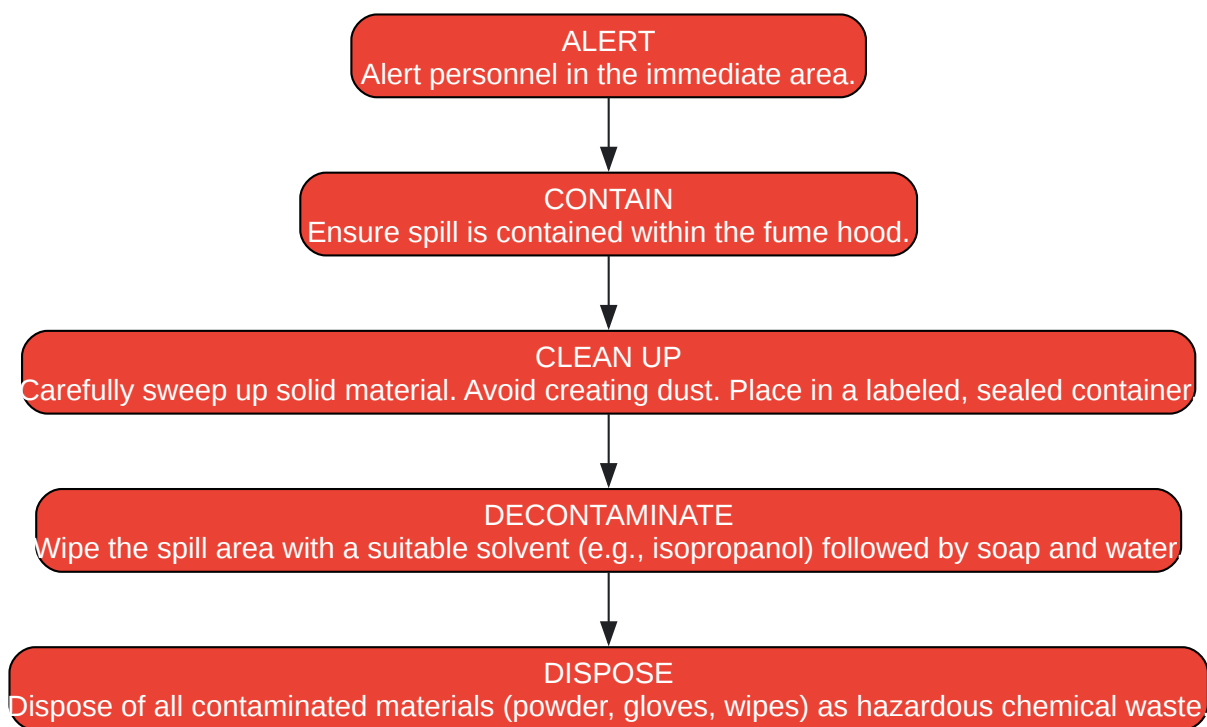 ALERT
Alert personnel in the immediate area.
CONTAIN
Ensure spill is contained within the fume hood.
CLEAN UP
Carefully sweep up solid material. Avoid creating dust. Place in a labeled, sealed container.
DECONTAMINATE
Wipe the spill area with a suitable solvent (e.g., isopropanol) followed by soap and water.
DISPOSE
Dispose of all contaminated materials (powder, gloves, wipes) as hazardous chemical waste.